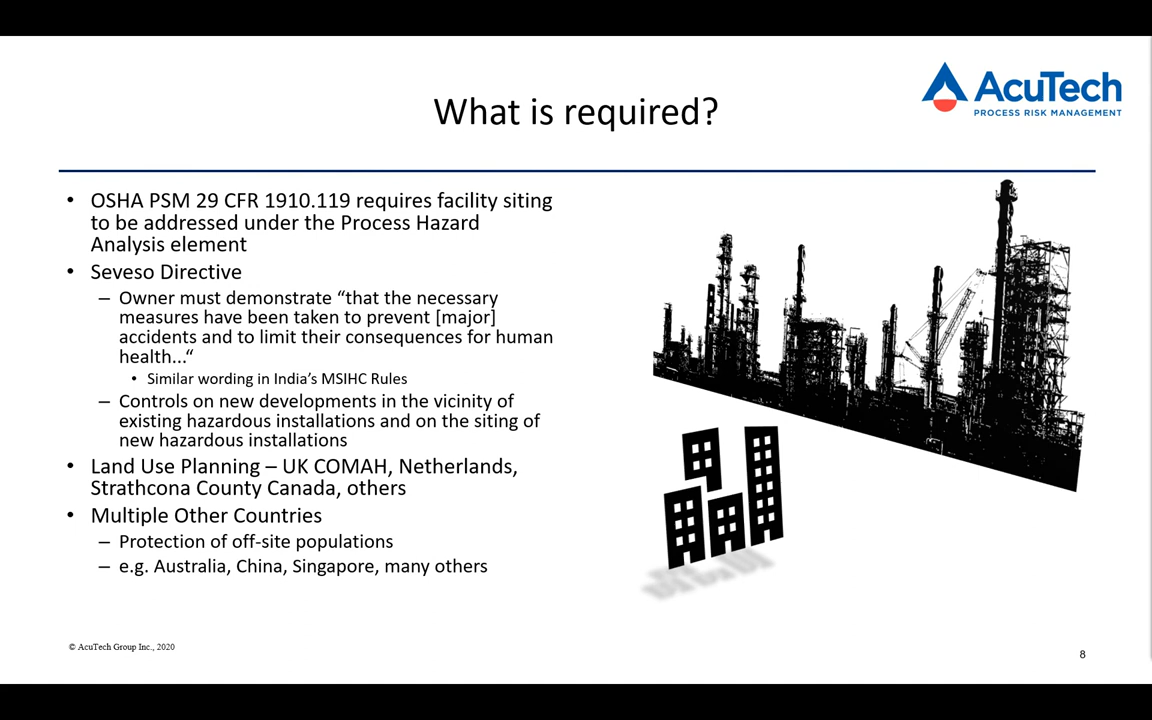 AcuTech
PROCESS RISK MANAGEMENT
What is required?
• OSHA PSM 29 CFR 1910.119 requires facility siting
to be addressed under the Process Hazard
Analysis element
• Seveso Directive
– Owner must demonstrate “that the necessary
measures have been taken to prevent [major]
accidents and to limit their consequences for human
health...“
• Similar wording in India’s MSIHC Rules
– Controls on new developments in the vicinity of
existing hazardous installations and on the siting of
new hazardous installations
• Land Use Planning – UK COMAH, Netherlands,
Strathcona County Canada, others
• Multiple Other Countries
– Protection of off-site populations
– e.g. Australia, China, Singapore, many others
© AcuTech Group Inc., 2020
8